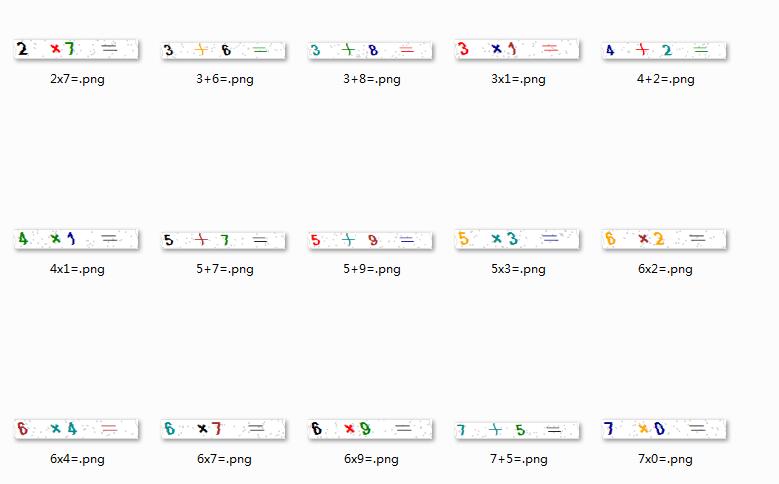 2 x 7 = 3 + 6 = 3 + 8 = 3 x 1 = 4 + 2 =
2x7=.png 3+6=.png 3+8=.png 3x1=.png 4+2=.png
4 x 1 = 5 + 7 = 5 + 9 = 5 x 3 = 6 x 2 =
4x1=.png 5+7=.png 5+9=.png 5x3=.png 6x2=.png
6 x 4 = 6 x 7 = 6 x 9 = 7 + 5 = 7 x 0 =
6x4=.png 6x7=.png 6x9=.png 7+5=.png 7x0=.png